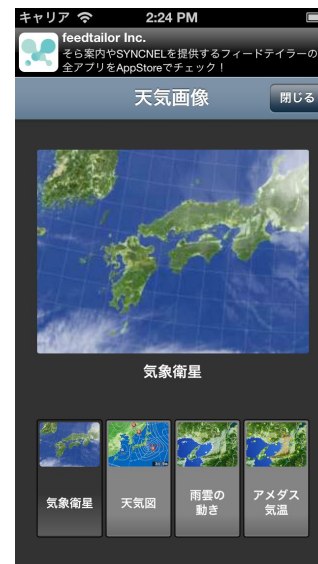 キャリア 2:24 PM
feedtailor Inc.
そら案内やSYNCNELを提供するフィードテイラーの
全アプリをAppStoreでチェック！
天気画像
閉じる
気象衛星
気象衛星
天気図
雨雲の
動き
アメダス
気温